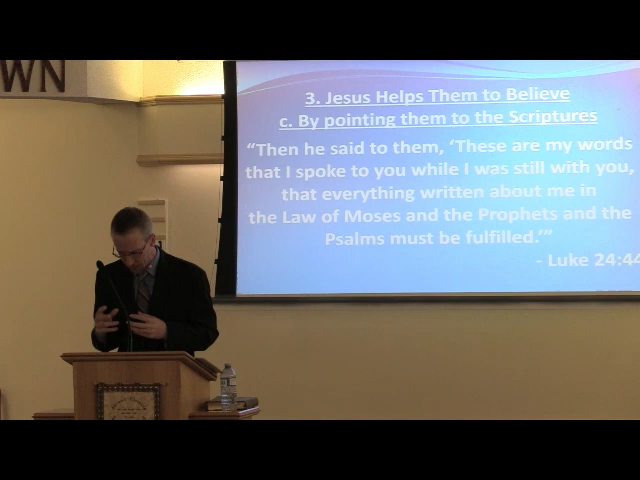 OWN
3. Jesus Helps Them to Believe
c. By pointing them to the Scriptures
“Then he said to them, ‘These are my words
that I spoke to you while I was still with you,
that everything written about me in
the Law of Moses and the Prophets and the
Psalms must be fulfilled.’”
- Luke 24:44